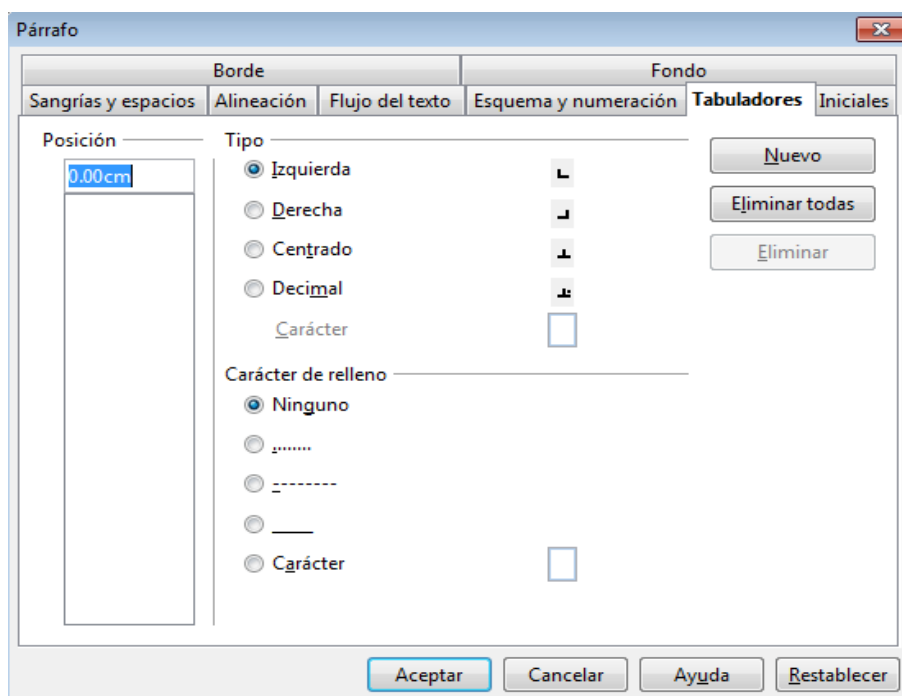 Párrafo
Borde Fondo
Sangrías y espacios Alineación Flujo del texto Esquema y numeración Tabuladores Iniciales
Posición
0.00cm
Tipo
Izquierda
Derecha
Centrado
Decimal
Carácter
Nuevo
Eliminar todas
Eliminar
Carácter de relleno
Ninguno
........
--------
____
Carácter
Aceptar Cancelar Ayuda Restablecer